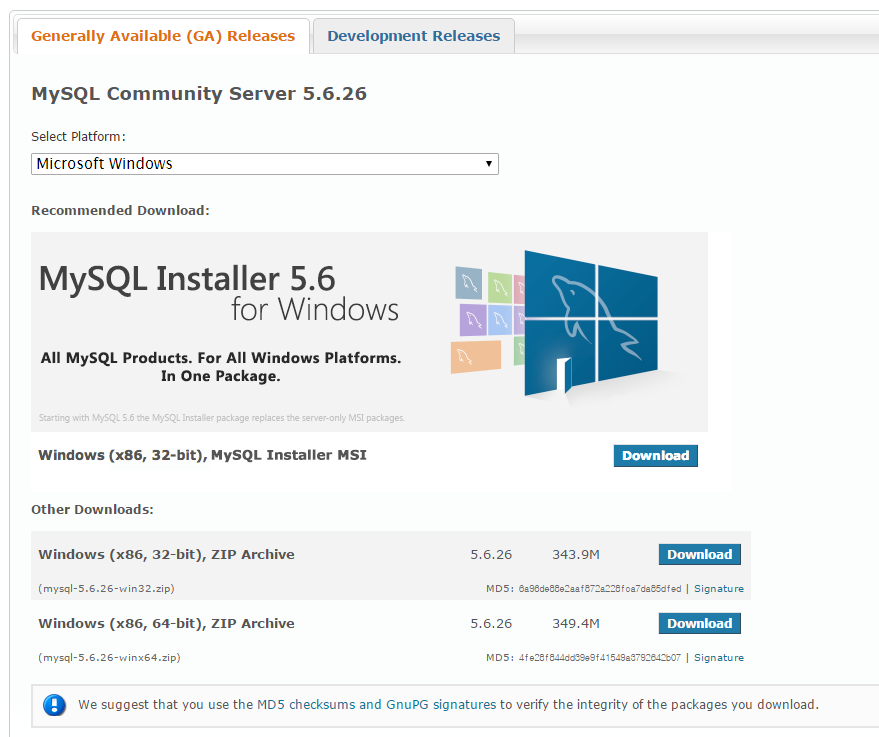 Generally Available (GA) Releases
Development Releases
MySQL Community Server 5.6.26
Select Platform:
Microsoft Windows
Recommended Download:
MySQL Installer 5.6
for Windows
All MySQL Products. For All Windows Platforms.
In One Package.
Starting with MySQL 5.6 the MySQL Installer package replaces the server-only MSI packages.
Windows (x86, 32-bit), MySQL Installer MSI
Download
Other Downloads:
Windows (x86, 32-bit), ZIP Archive 5.6.26 343.9M Download
(mysql-5.6.26-win32.zip) MD5: | Signature
Windows (x86, 64-bit), ZIP Archive 5.6.26 349.4M Download
(mysql-5.6.26-winx64.zip) MD5: | Signature
We suggest that you use the MD5 checksums and GnuPG signatures to verify the integrity of the packages you download.